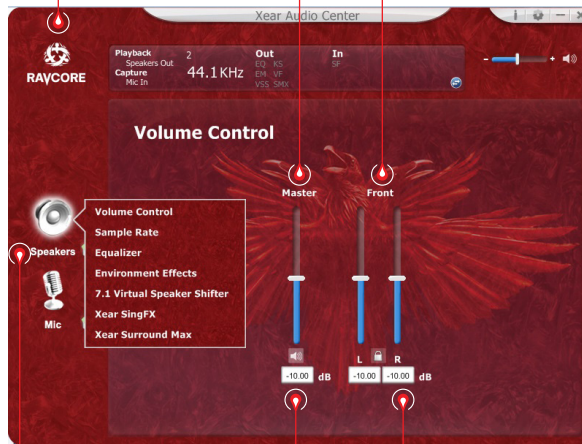 Xear Audio Center
RAVCORE
Playback 2 Out In
Speakers Out EQ KS SF
Capture 44.1KHz EM VF
Mic In VSS SMX
- +
Volume Control
Master Front
Speakers
Mic
Volume Control
Sample Rate
Equalizer
Environment Effects
7.1 Virtual Speaker Shifter
Xear SingFX
Xear Surround Max
L R
-10.00 dB -10.00 -10.00 dB